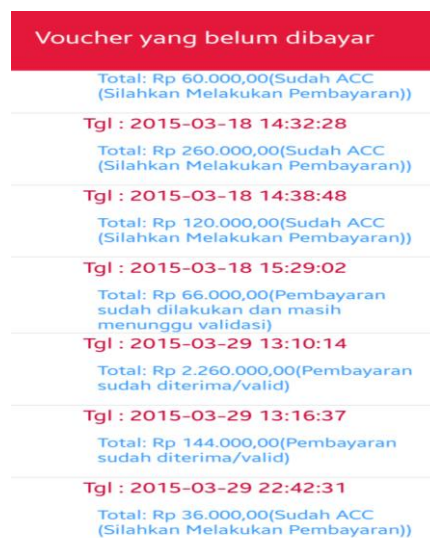 Voucher yang belum dibayar
Total: Rp 60.000,00(Sudah ACC
(Silahkan Melakukan Pembayaran))
Tgl : 2015-03-18 14:32:28
Total: Rp 260.000,00(Sudah ACC
(Silahkan Melakukan Pembayaran))
Tgl : 2015-03-18 14:38:48
Total: Rp 120.000,00(Sudah ACC
(Silahkan Melakukan Pembayaran))
Tgl : 2015-03-18 15:29:02
Total: Rp 66.000,00(Pembayaran
sudah dilakukan dan masih
menunggu validasi)
Tgl : 2015-03-29 13:10:14
Total: Rp 2.260.000,00(Pembayaran
sudah diterima/valid)
Tgl : 2015-03-29 13:16:37
Total: Rp 144.000,00(Pembayaran
sudah diterima/valid)
Tgl : 2015-03-29 22:42:31
Total: Rp 36.000,00(Sudah ACC
(Silahkan Melakukan Pembayaran))